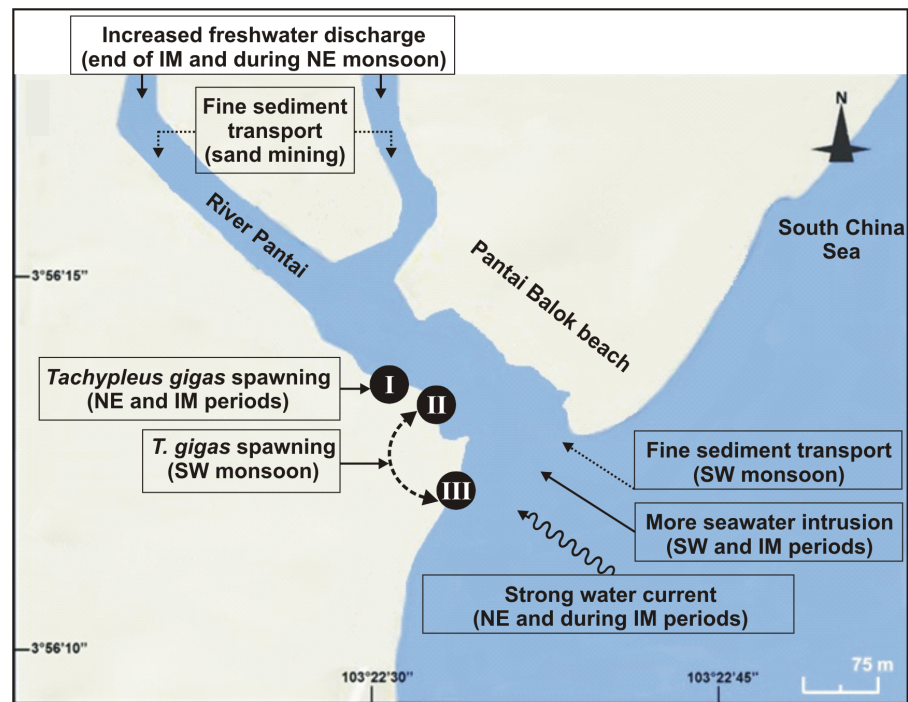 Increased freshwater discharge
(end of IM and during NE monsoon)
Fine sediment
transport
(sand mining)
N
River Pantai
South China
Sea
Pantai Balok beach
3°56'15”
Tachypleus gigas spawning
(NE and IM periods)
I
II
T. gigas spawning
(SW monsoon)
III
Fine sediment transport
(SW monsoon)
More seawater intrusion
(SW and IM periods)
Strong water current
(NE and during IM periods)
3°56'10”
103°22'30”
103°22'45”
75 m